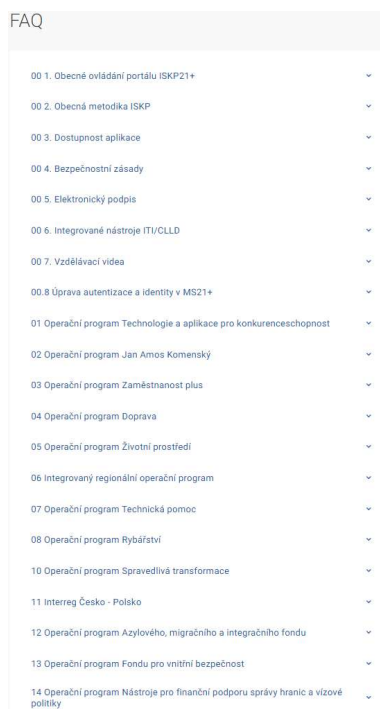 FAQ
00 1. Obecné ovládání portálu ISKP21+
00 2. Obecná metodika ISKP
00 3. Dostupnost aplikace
00 4. Bezpečnostní zásady
00 5. Elektronický podpis
00 6. Integrované nástroje ITI/CLLD
00 7. Vzdělávací videa
00.8 Úprava autentizace a identity v MS21+
01 Operační program Technologie a aplikace pro konkurenceschopnost
02 Operační program Jan Amos Komenský
03 Operační program Zaměstnanost plus
04 Operační program Doprava
05 Operační program Životní prostředí
06 Integrovaný regionální operační program
07 Operační program Technická pomoc
08 Operační program Rybářství
10 Operační program Spravedlivá transformace
11 Interreg Česko - Polsko
12 Operační program Azylového, migračního a integračního fondu
13 Operační program Fondu pro vnitřní bezpečnost
14 Operační program Nástroje pro finanční podporu správy hranic a vízové
politiky